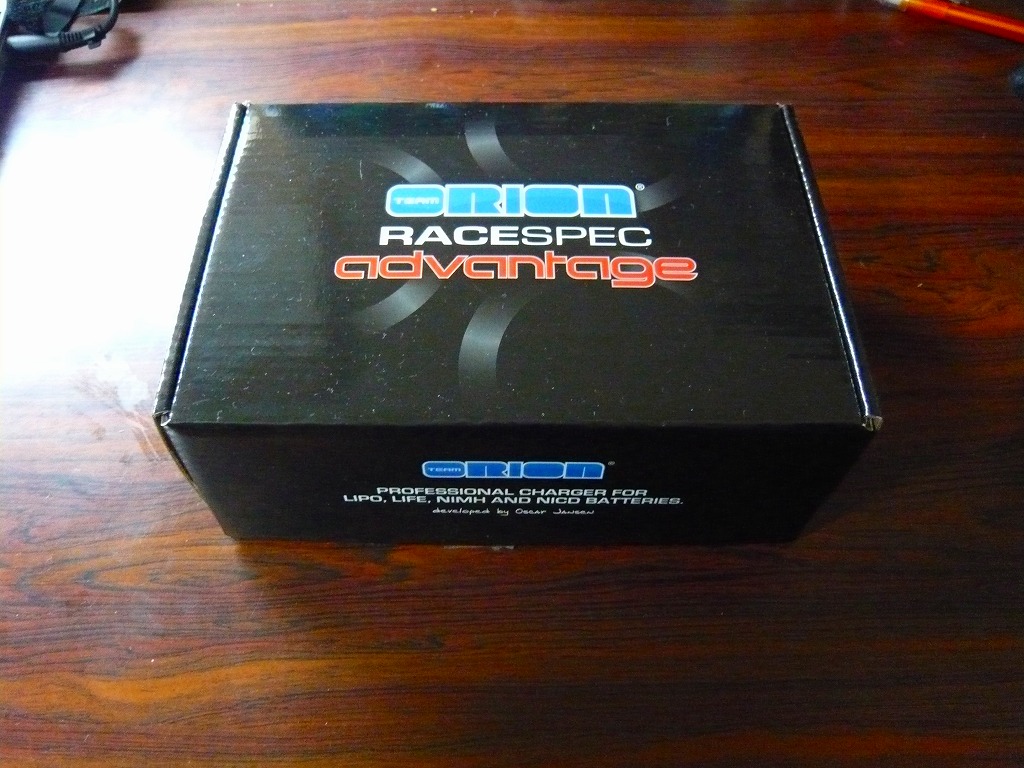 TEAM ORION®
RACESPEC
advantage
TEAM ORION®
PROFESSIONAL CHARGER FOR
LIPO, LIFE, NIMH AND NICD BATTERIES.
developed by Oscar Jansen